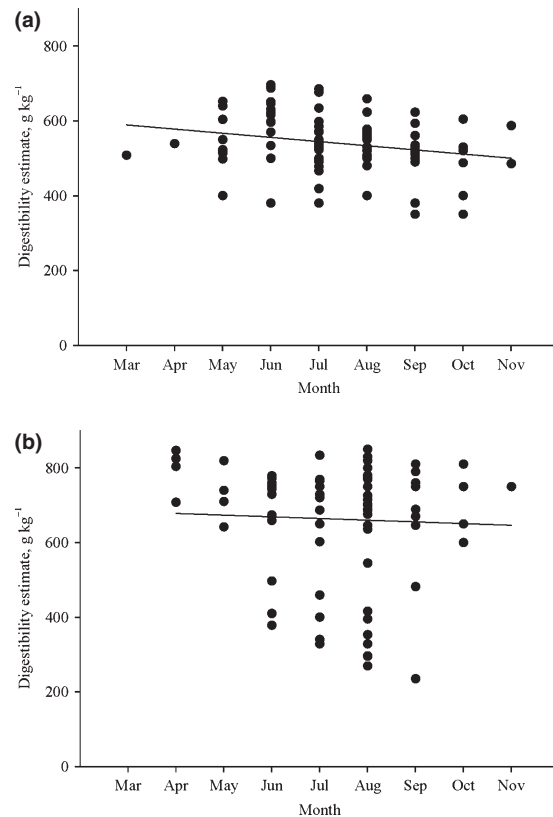 (a)
800
600
400
200
0
Digestibility estimate, g kg⁻¹
Mar Apr May Jun Jul Aug Sep Oct Nov
Month
(b)
800
600
400
200
0
Digestibility estimate, g kg⁻¹
Mar Apr May Jun Jul Aug Sep Oct Nov
Month